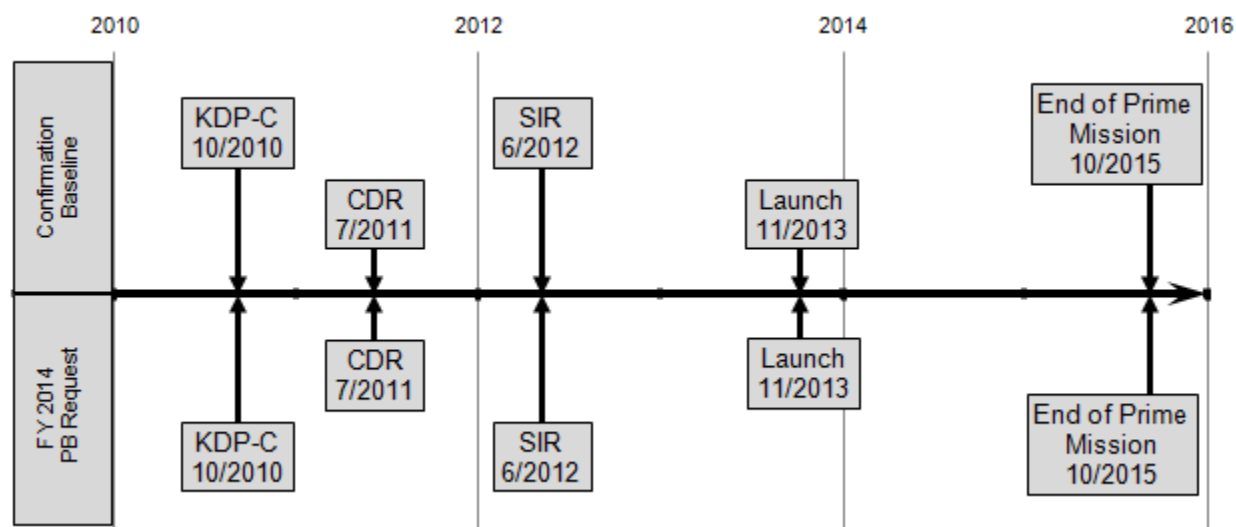 2010
2012
2014
2016
Confirmation
Baseline
KDP-C
10/2010
CDR
7/2011
SIR
6/2012
Launch
11/2013
End of Prime
Mission
10/2015
FY 2014
PB Request
KDP-C
10/2010
CDR
7/2011
SIR
6/2012
Launch
11/2013
End of Prime
Mission
10/2015